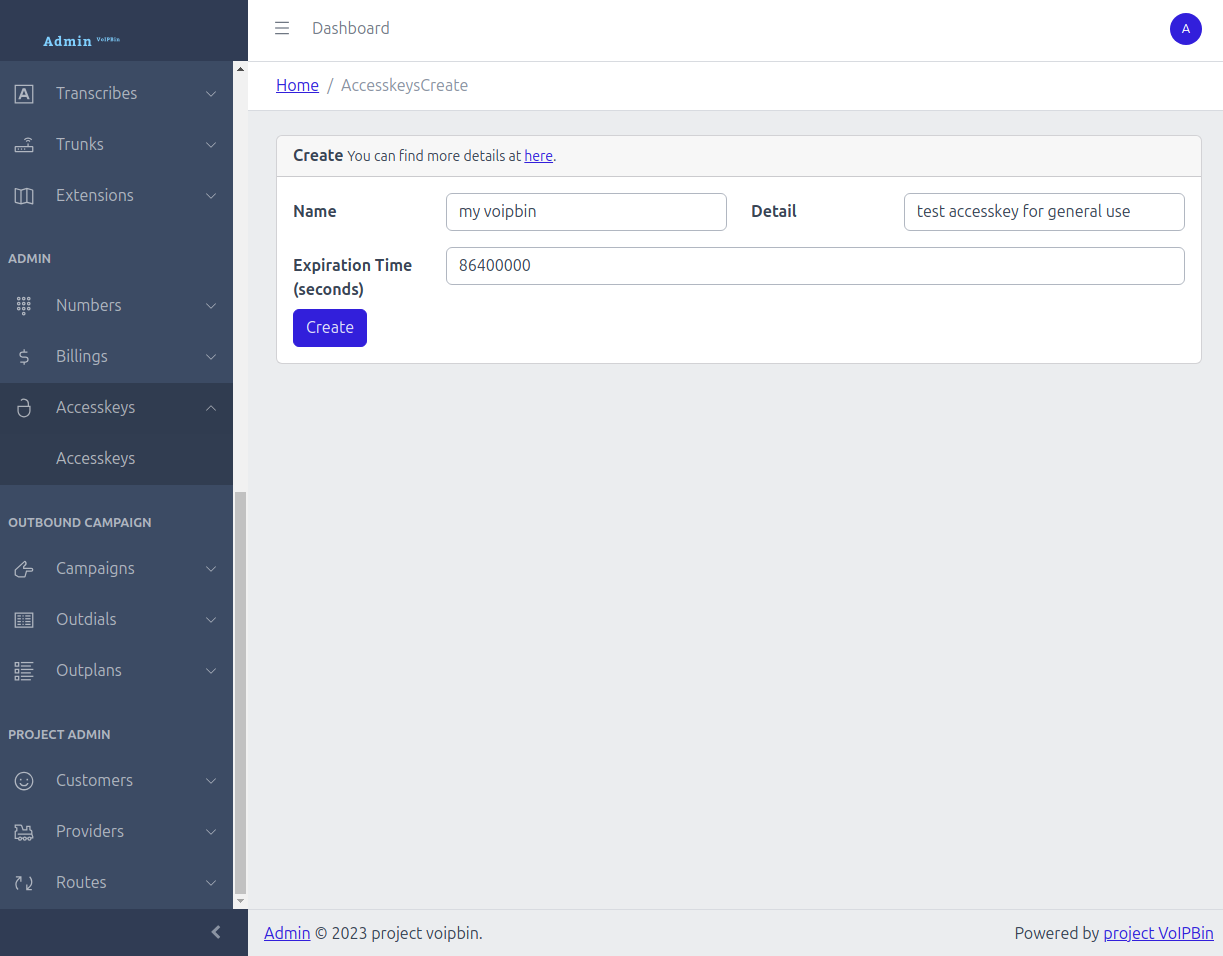 Admin VoIPBin
Dashboard
A
Home / AccesskeysCreate
Transcribes
Trunks
Extensions
ADMIN
Numbers
Billings
Accesskeys
Accesskeys
OUTBOUND CAMPAIGN
Campaigns
Outdials
Outplans
PROJECT ADMIN
Customers
Providers
Routes
Create You can find more details at here.
Name
my voipbin
Detail
test accesskey for general use
Expiration Time
(seconds)
86400000
Create
Admin © 2023 project voipbin.
Powered by project VoIPBin